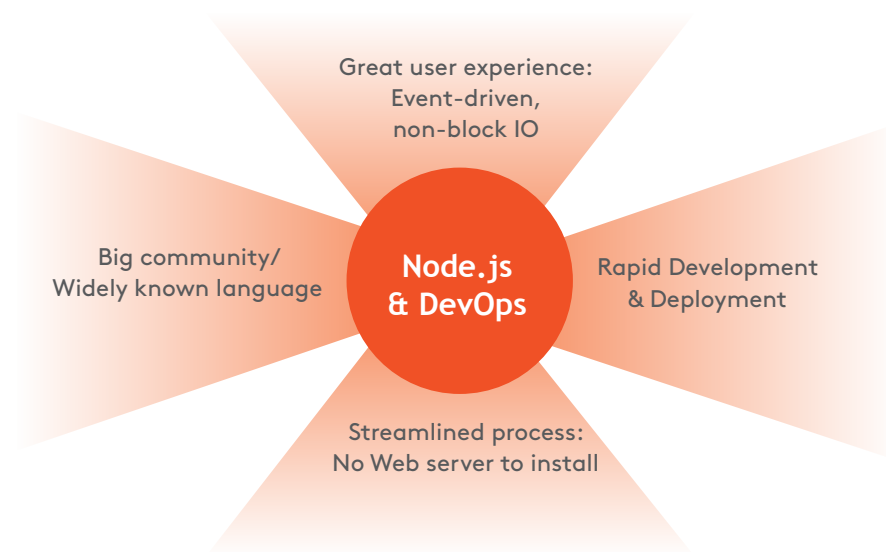 Great user experience:
Event-driven,
non-block IO
Big community/
Widely known language
Node.js
& DevOps
Rapid Development
& Deployment
Streamlined process:
No Web server to install